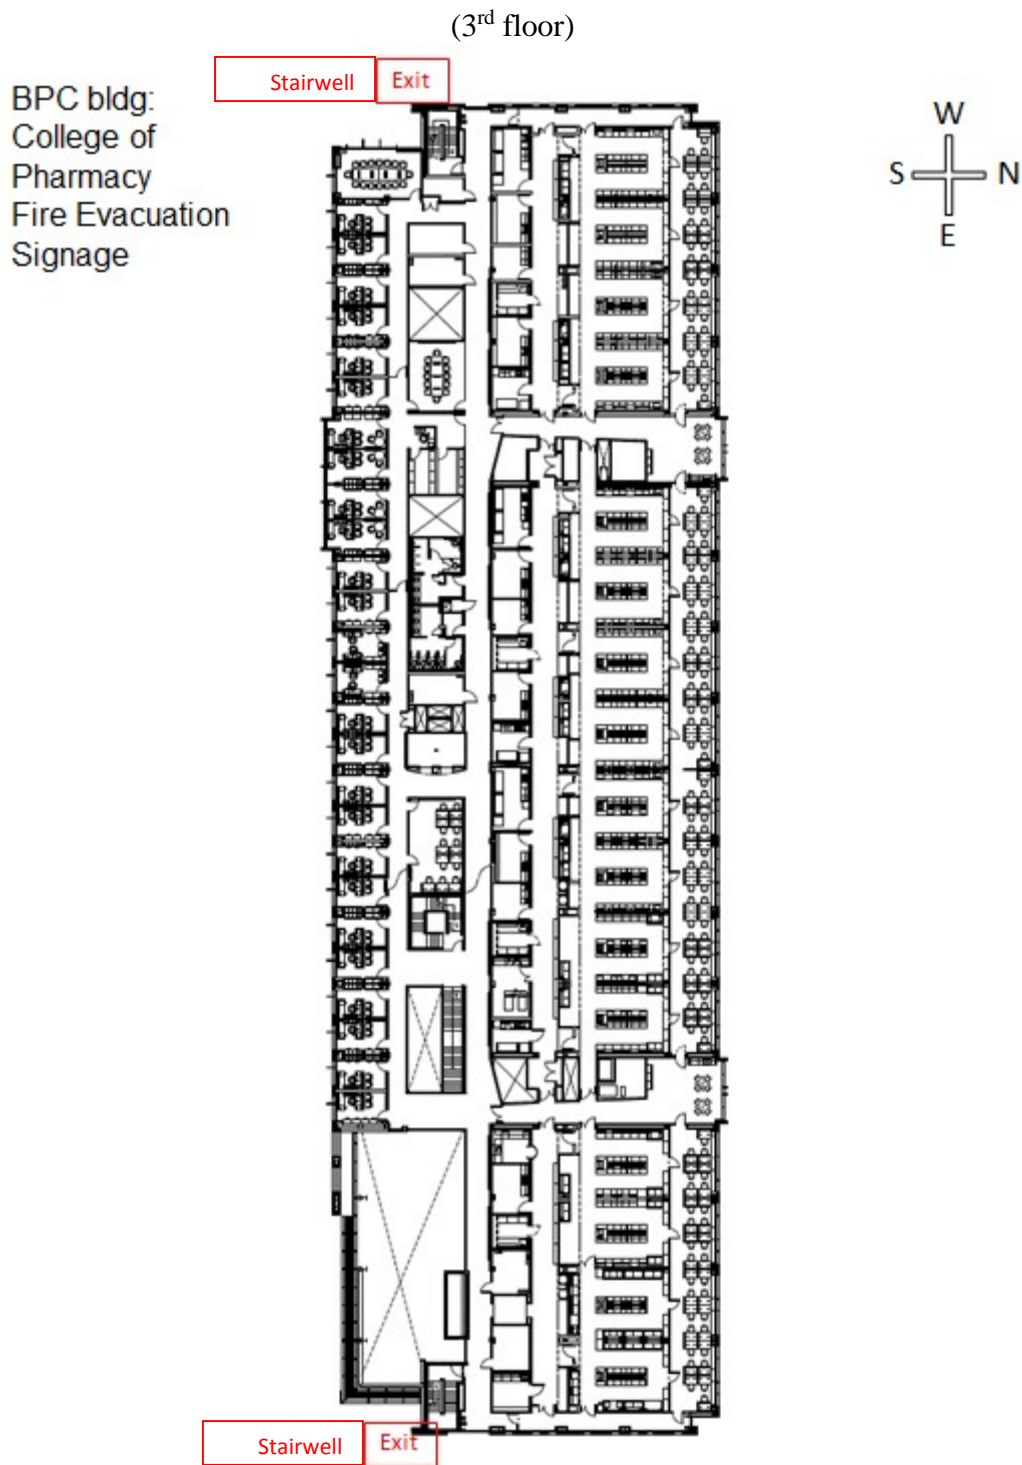 (3rd floor)
Stairwell Exit
BPC bldg:
College of
Pharmacy
Fire Evacuation
Signage
W
S N
E
Stairwell Exit